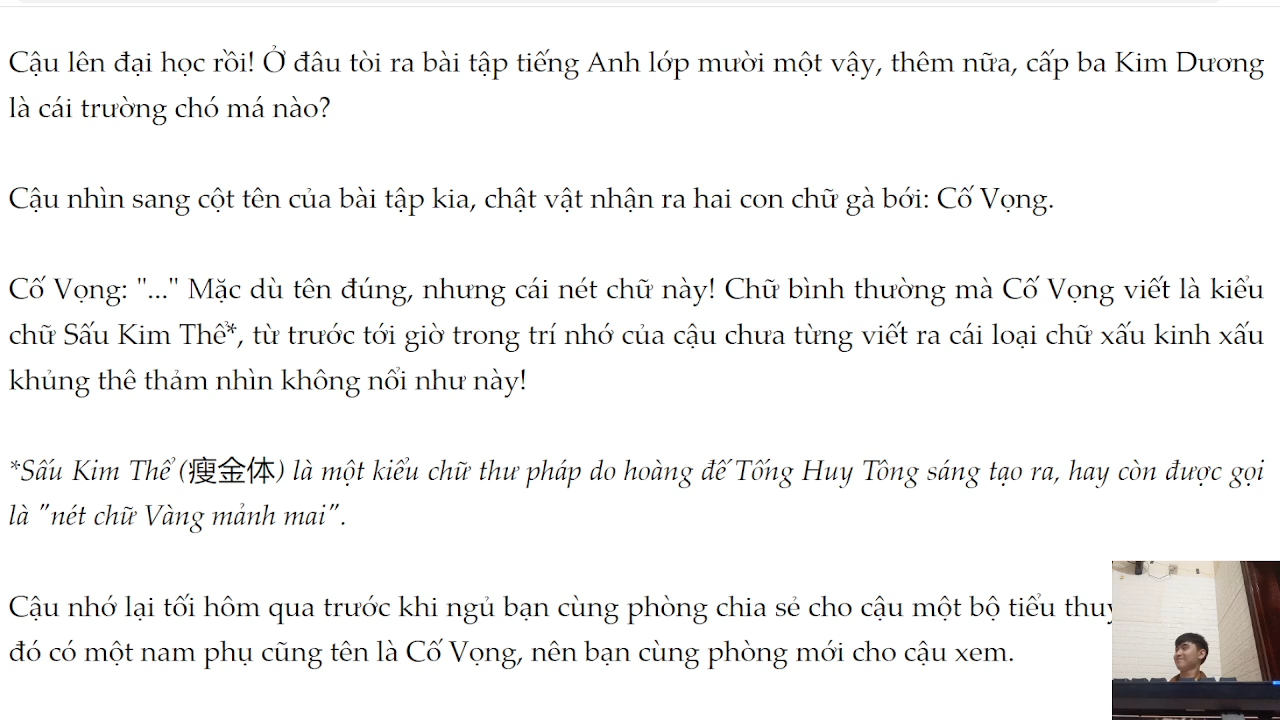 Cậu lên đại học rồi! Ở đâu tòi ra bài tập tiếng Anh lớp mười một vậy, thêm nữa, cấp ba Kim Dương
là cái trường chó má nào?
Cậu nhìn sang cột tên của bài tập kia, chật vật nhận ra hai con chữ gà bới: Cố Vọng.
Cố Vọng: "..." Mặc dù tên đúng, nhưng cái nét chữ này! Chữ bình thường mà Cố Vọng viết là kiểu
chữ Sấu Kim Thể*, từ trước tới giờ trong trí nhớ của cậu chưa từng viết ra cái loại chữ xấu kinh xấu
khủng thê thảm nhìn không nổi như này!
*Sấu Kim Thể (瘦金体) là một kiểu chữ thư pháp do hoàng đế Tống Huy Tông sáng tạo ra, hay còn được gọi
là "nét chữ Vàng mảnh mai".
Cậu nhớ lại tối hôm qua trước khi ngủ bạn cùng phòng chia sẻ cho cậu một bộ tiểu
đó có một nam phụ cũng tên là Cố Vọng, nên bạn cùng phòng mới cho cậu xem.